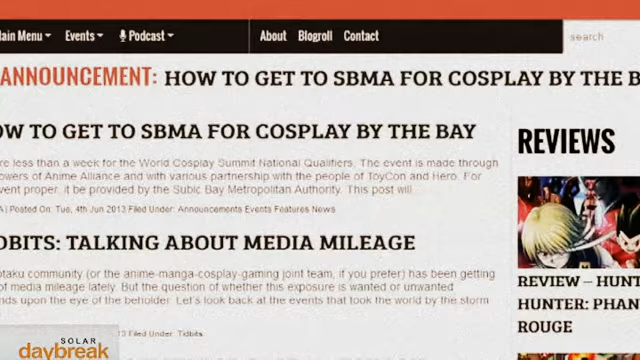 ain Menu Events Podcast About Blogroll Contact search
ANNOUNCEMENT: HOW TO GET TO SBMA FOR COSPLAY BY THE B
OW TO GET TO SBMA FOR COSPLAY BY THE BAY
re less than a week for the World Cosplay Summit National Qualifiers. The event is made through
owers of Anime Alliance and with various partnership with the people of ToyCon and Hero. For
vent proper, it be provided by the Subic Bay Metropolitan Authority. This post will
| Posted On: Tue, 4th Jun 2013 Filed Under: Announcements Events Features News
DBITS: TALKING ABOUT MEDIA MILEAGE
otaku community (or the anime-manga-cosplay-gaming joint team, if you prefer) has been getting
of media mileage lately. But the question of whether this exposure is wanted or unwanted
nds upon the eye of the beholder. Let's look back at the events that took the world by the storm
13 Filed Under: Tidbits
REVIEWS
REVIEW – HUNT
HUNTER: PHAN
ROUGE
SOLAR
daybreak